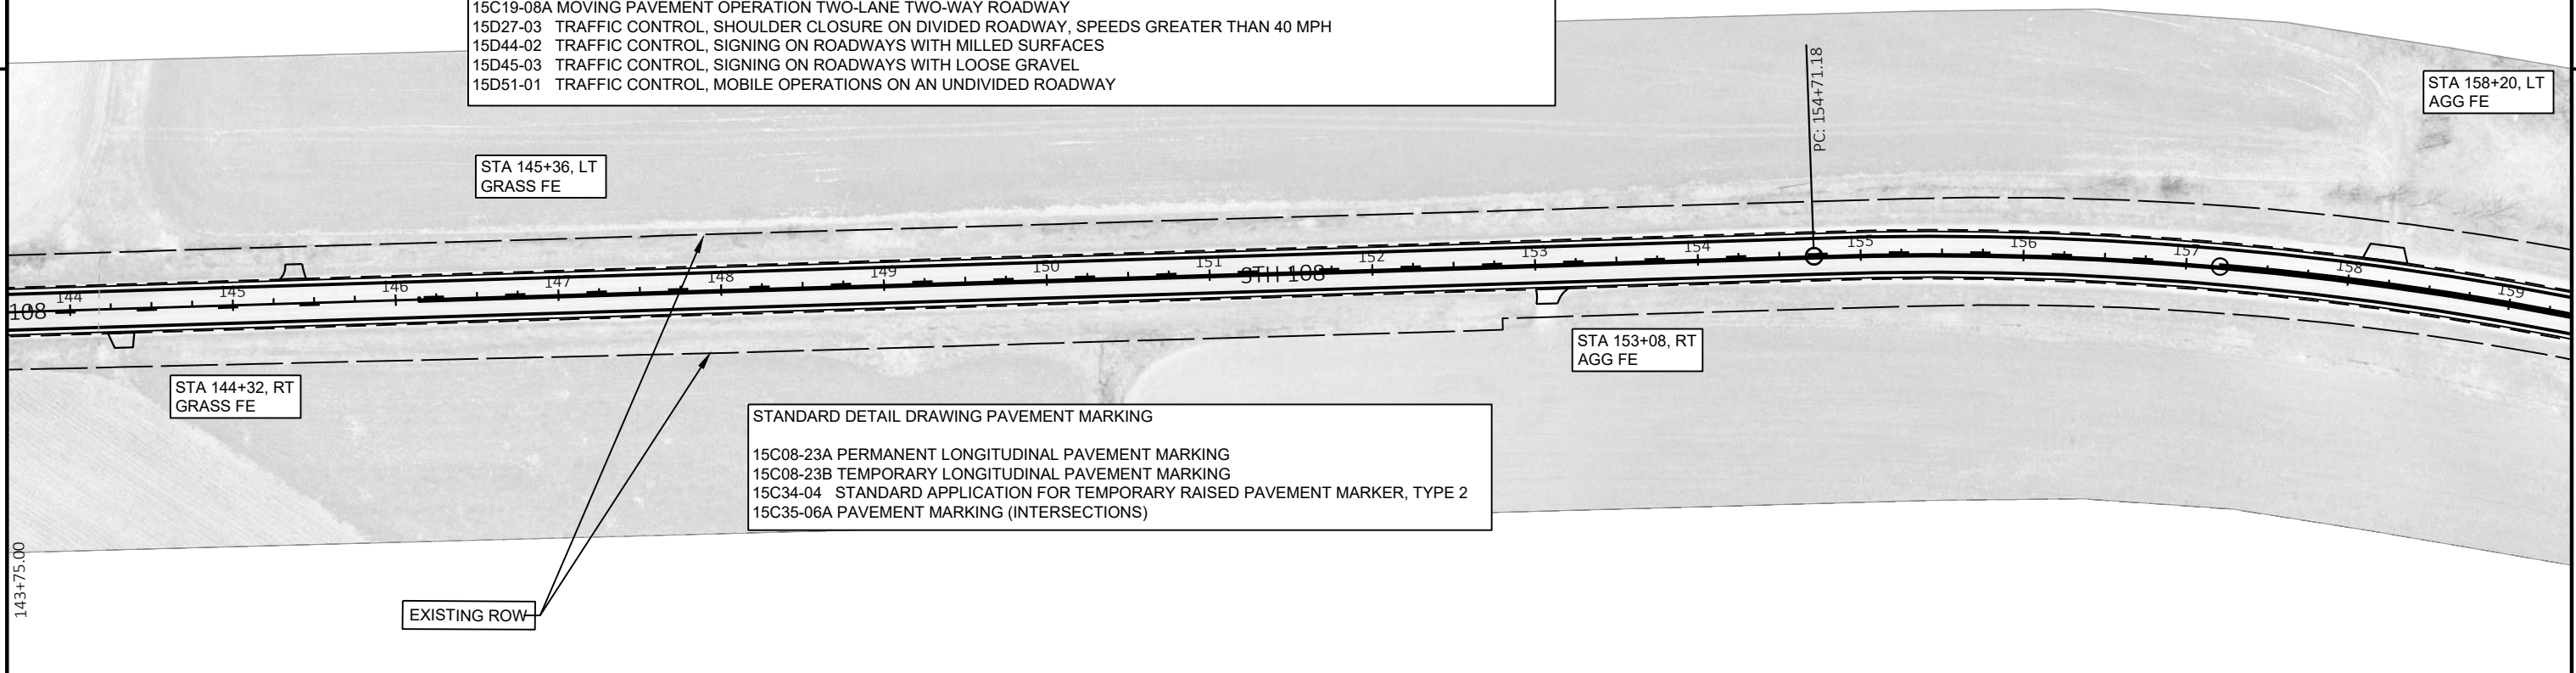 15C19-08A MOVING PAVEMENT OPERATION TWO-LANE TWO-WAY ROADWAY
15D27-03 TRAFFIC CONTROL, SHOULDER CLOSURE ON DIVIDED ROADWAY, SPEEDS GREATER THAN 40 MPH
15D44-02 TRAFFIC CONTROL, SIGNING ON ROADWAYS WITH MILLED SURFACES
15D45-03 TRAFFIC CONTROL, SIGNING ON ROADWAYS WITH LOOSE GRAVEL
15D51-01 TRAFFIC CONTROL, MOBILE OPERATIONS ON AN UNDIVIDED ROADWAY
PC: 154+71.18
STA 158+20, LT
AGG FE
STA 145+36, LT
GRASS FE
108
144
145
146
147
148
149
150
151
STH 108
152
153
154
155
156
157
158
159
STA 153+08, RT
AGG FE
STA 144+32, RT
GRASS FE
STANDARD DETAIL DRAWING PAVEMENT MARKING
15C08-23A PERMANENT LONGITUDINAL PAVEMENT MARKING
15C08-23B TEMPORARY LONGITUDINAL PAVEMENT MARKING
15C34-04 STANDARD APPLICATION FOR TEMPORARY RAISED PAVEMENT MARKER, TYPE 2
15C35-06A PAVEMENT MARKING (INTERSECTIONS)
143+75.00
EXISTING ROW